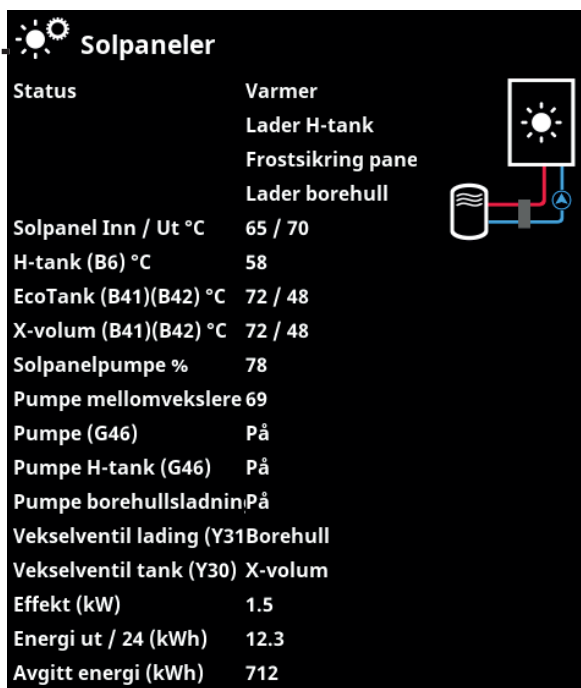 Solpaneler
Status Varmer
Lader H-tank
Frostsikring pane
Lader borehull
Solpanel Inn / Ut °C 65 / 70
H-tank (B6) °C 58
EcoTank (B41)(B42) °C 72 / 48
X-volum (B41)(B42) °C 72 / 48
Solpanelpumpe % 78
Pumpe mellomvekslere 69
Pumpe (G46) På
Pumpe H-tank (G46) På
Pumpe borehullsladnin På
Vekselventil lading (Y31 Borehull
Vekselventil tank (Y30) X-volum
Effekt (kW) 1.5
Energi ut / 24 (kWh) 12.3
Avgitt energi (kWh) 712